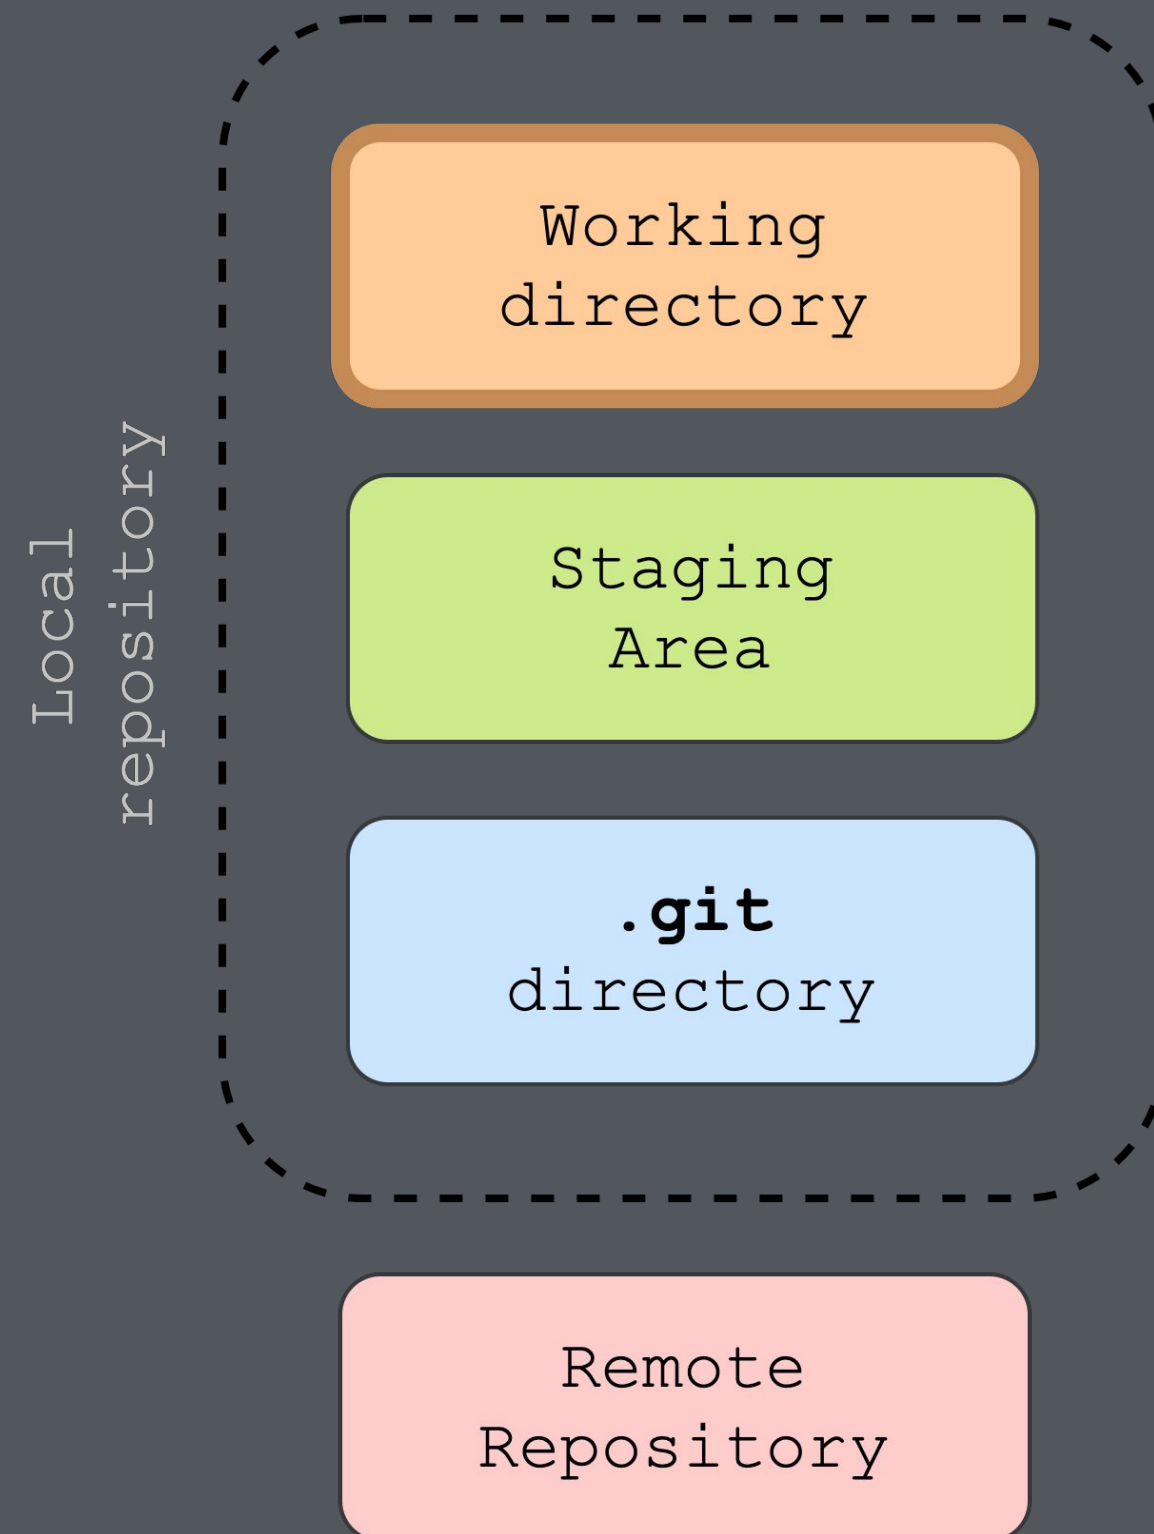 Local
repository
Working
directory
Staging
Area
.git
directory
Remote
Repository